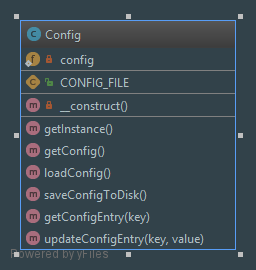 Config
config
CONFIG_FILE
__construct()
getInstance()
getConfig()
loadConfig()
saveConfigToDisk()
getConfigEntry(key)
updateConfigEntry(key, value)
Powered by yFiles